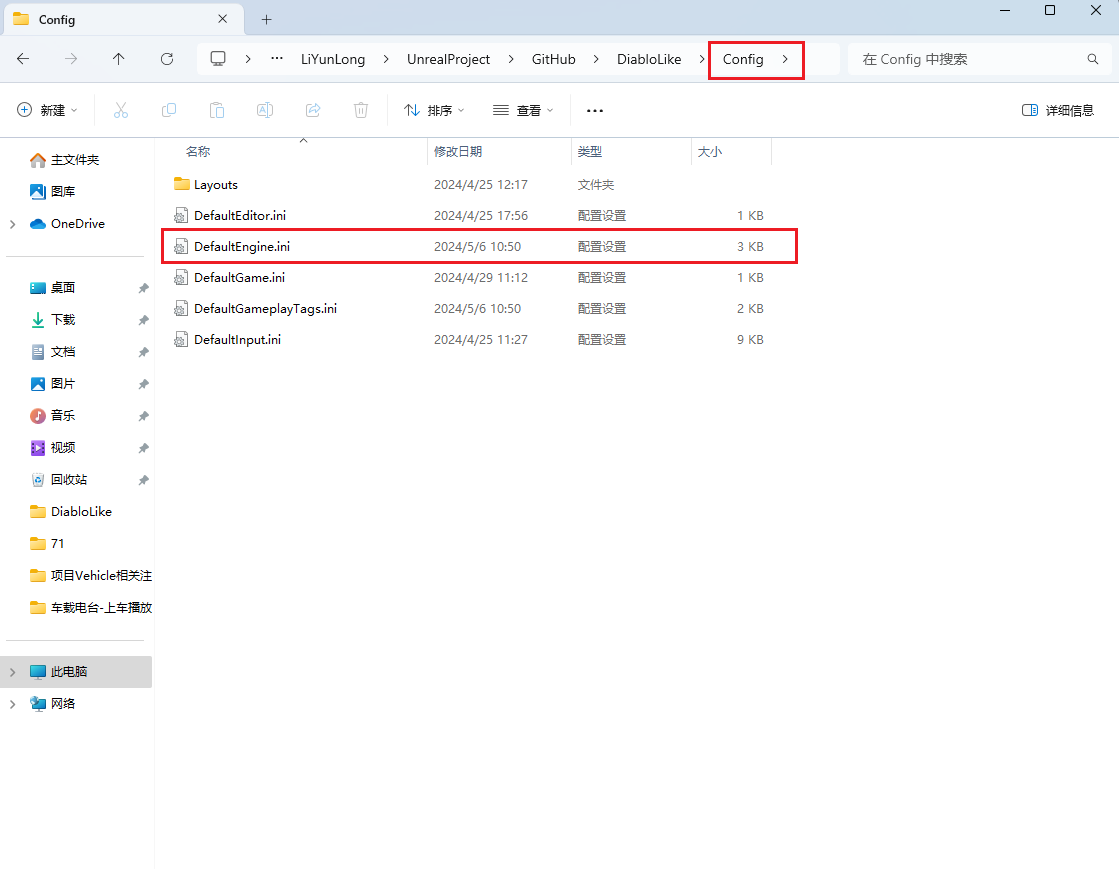 Config
LiYunLong UnrealProject GitHub DiabloLike Config 在 Config 中搜索
新建 排序 查看 详细信息
名称 修改日期 类型 大小
Layouts 2024/4/25 12:17 文件夹
DefaultEditor.ini 2024/4/25 17:56 配置设置 1 KB
DefaultEngine.ini 2024/5/6 10:50 配置设置 3 KB
DefaultGame.ini 2024/4/29 11:12 配置设置 1 KB
DefaultGameplayTags.ini 2024/5/6 10:50 配置设置 2 KB
DefaultInput.ini 2024/4/25 11:27 配置设置 9 KB
主文件夹
图库
OneDrive
桌面
下载
文档
图片
音乐
视频
回收站
DiabloLike
71
项目Vehicle相关注
车载电台-上车播放
此电脑
网络